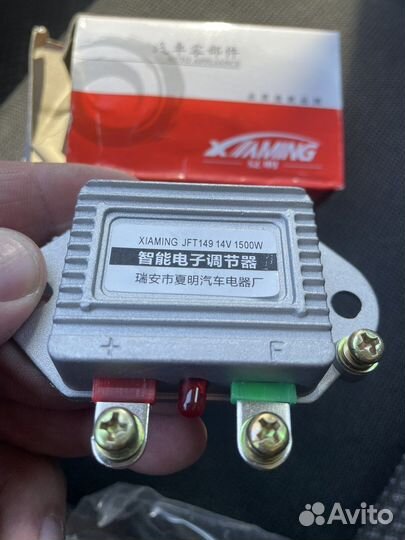 汽车零部件
XIAMING
XIAMING JFT149 14V 1500W
智能电子调节器
瑞安市夏明汽车电器厂
+ F
Avito